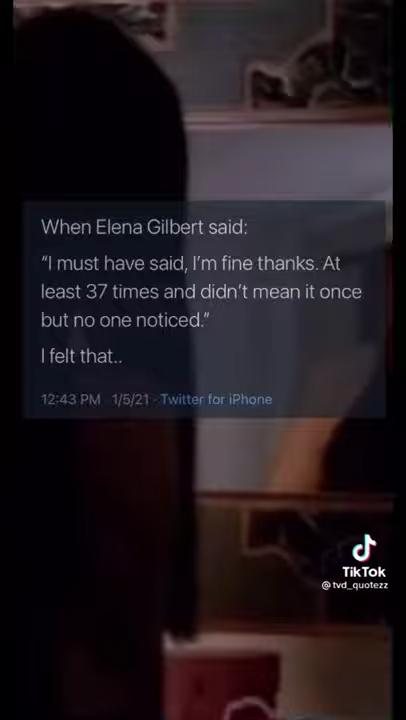 When Elena Gilbert said:
“I must have said, I’m fine thanks. At
least 37 times and didn’t mean it once
but no one noticed.”
I felt that..
12:43 PM · 1/5/21 · Twitter for iPhone
TikTok
@tvd_quotezz